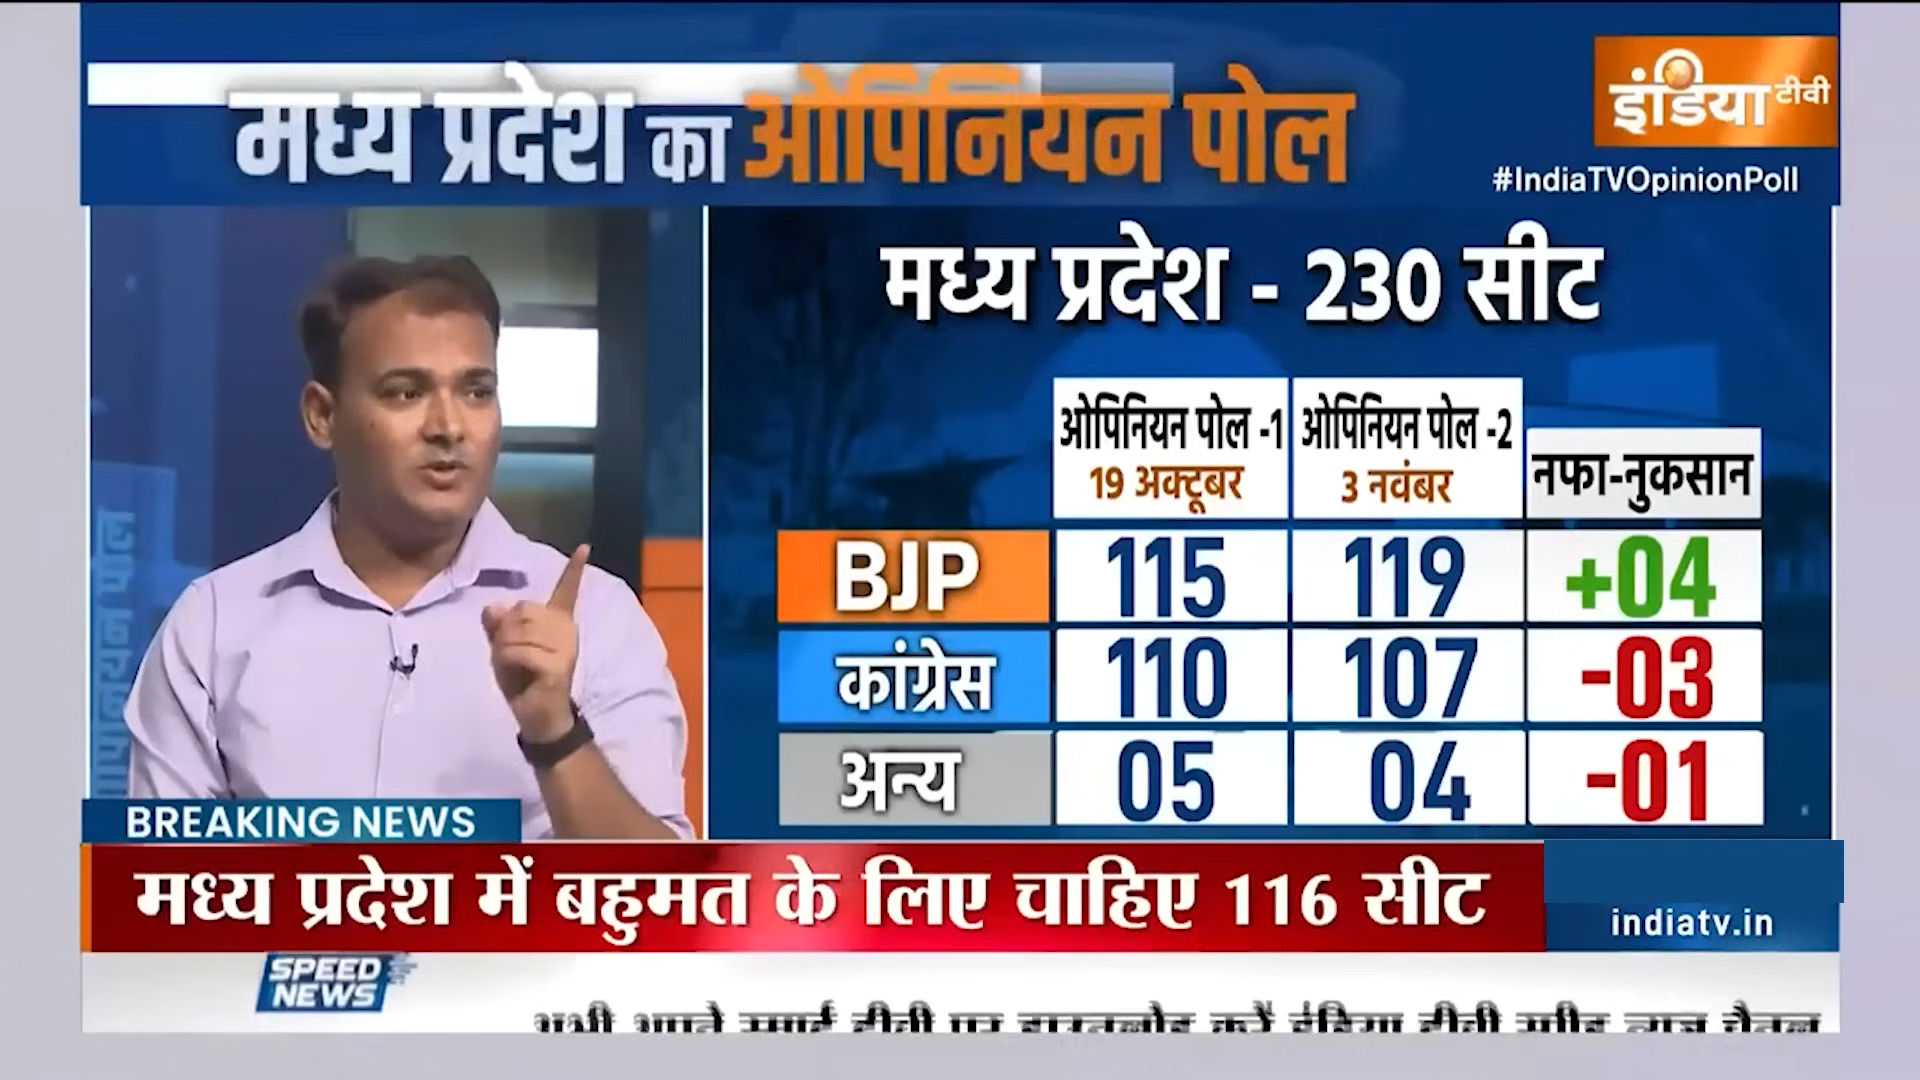 मध्य प्रदेश का ओपिनियन पोल
इंडिया टीवी
#IndiaTVOpinionPoll
मध्य प्रदेश - 230 सीट
ओपिनियन पोल -1 ओपिनियन पोल -2
19 अक्टूबर 3 नवंबर नफा-नुकसान
BJP 115 119 +04
कांग्रेस 110 107 -03
अन्य 05 04 -01
ओपिनियन पोल
BREAKING NEWS
मध्य प्रदेश में बहुमत के लिए चाहिए 116 सीट
indiatv.in
SPEED
NEWS